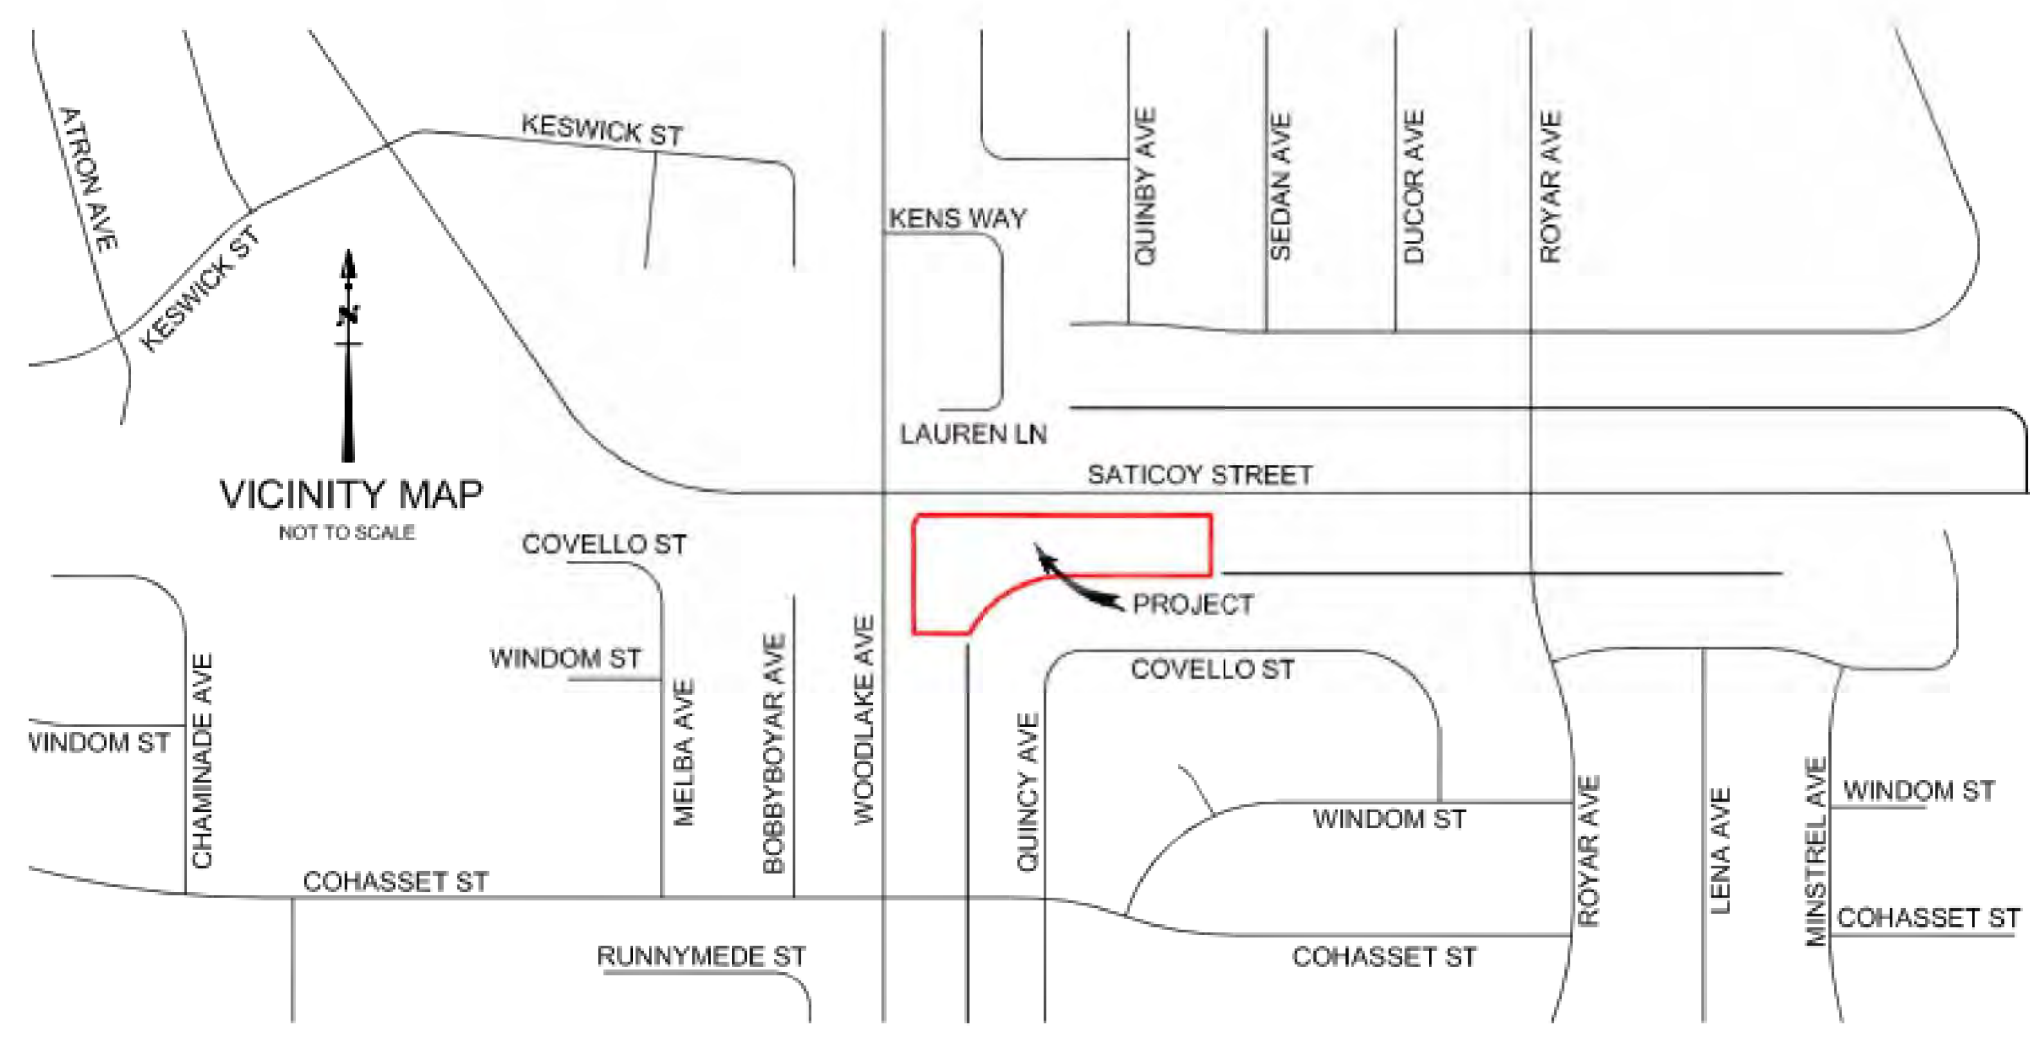 ATRON AVE
KESWICK ST
KESWICK ST
QUINBY AVE
SEDAN AVE
DUCOR AVE
ROYAR AVE
KENS WAY
LAUREN LN
SATICOY STREET
N
VICINITY MAP
NOT TO SCALE
COVELLO ST
PROJECT
WINDOM ST
COVELLO ST
WINDOM ST
CHAMINADE AVE
MELBA AVE
BOBBYBOYAR AVE
WOODLAKE AVE
QUINCY AVE
WINDOM ST
ROYAR AVE
LENA AVE
MINSTREL AVE
WINDOM ST
COHASSET ST
COHASSET ST
RUNNYMEDE ST
COHASSET ST